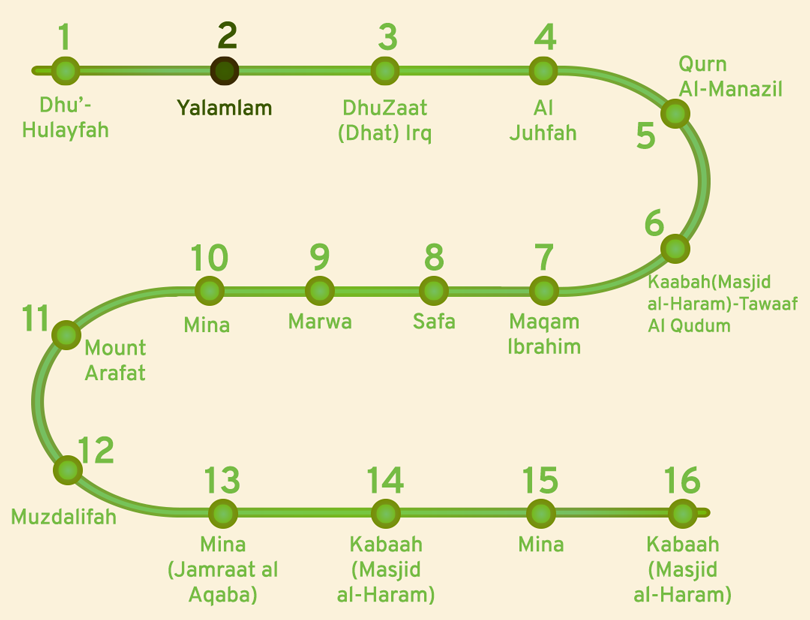 1
Dhu'-
Hulayfah
2
Yalamlam
3
DhuZaat
(Dhat) Irq
4
Al
Juhfah
Qurn
Al-Manazil
5
6
Kaabah(Masjid
al-Haram)-Tawaaf
Al Qudum
7
Maqam
Ibrahim
8
Safa
9
Marwa
10
Mina
11
Mount
Arafat
12
Muzdalifah
13
Mina
(Jamraat al
Aqaba)
14
Kabaah
(Masjid
al-Haram)
15
Mina
16
Kabaah
(Masjid
al-Haram)